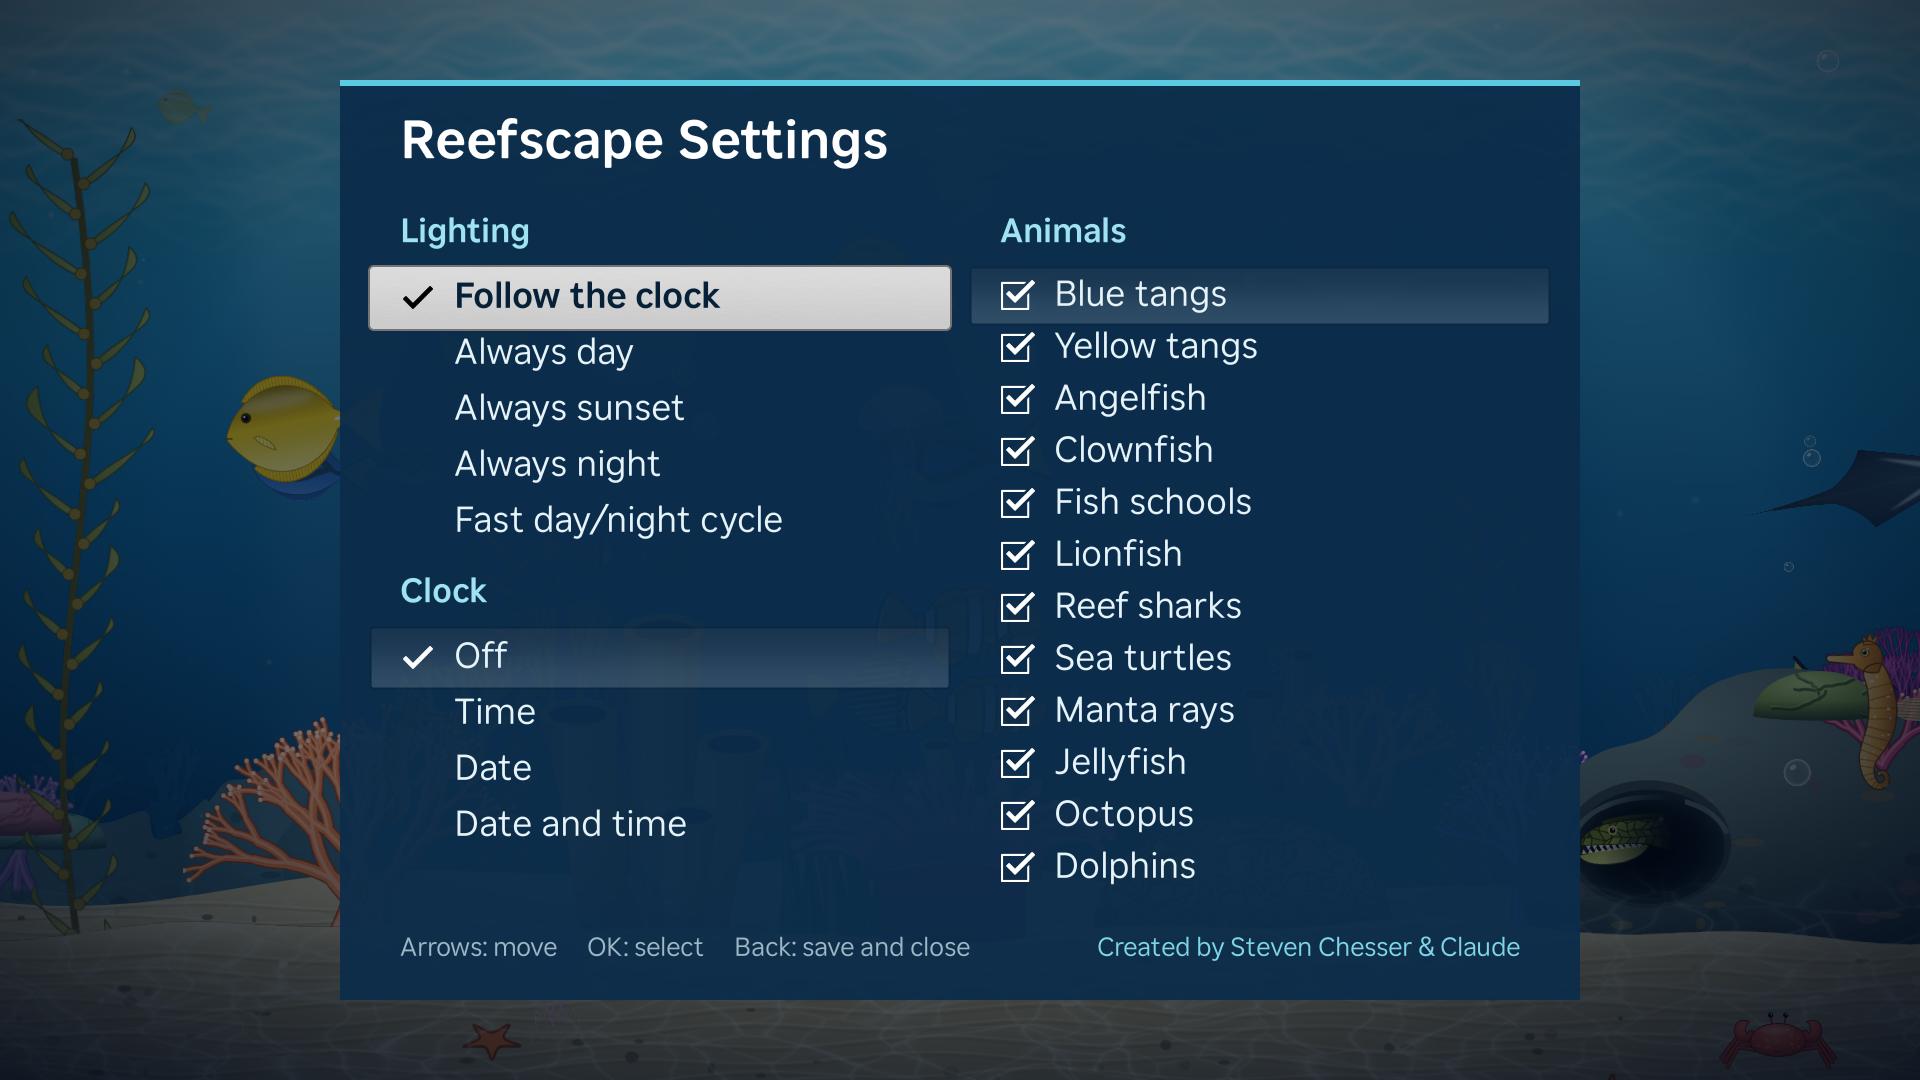 Reefscape Settings
Lighting
Follow the clock
Always day
Always sunset
Always night
Fast day/night cycle
Clock
Off
Time
Date
Date and time
Animals
Blue tangs
Yellow tangs
Angelfish
Clownfish
Fish schools
Lionfish
Reef sharks
Sea turtles
Manta rays
Jellyfish
Octopus
Dolphins
Arrows: move OK: select Back: save and close
Created by Steven Chesser & Claude